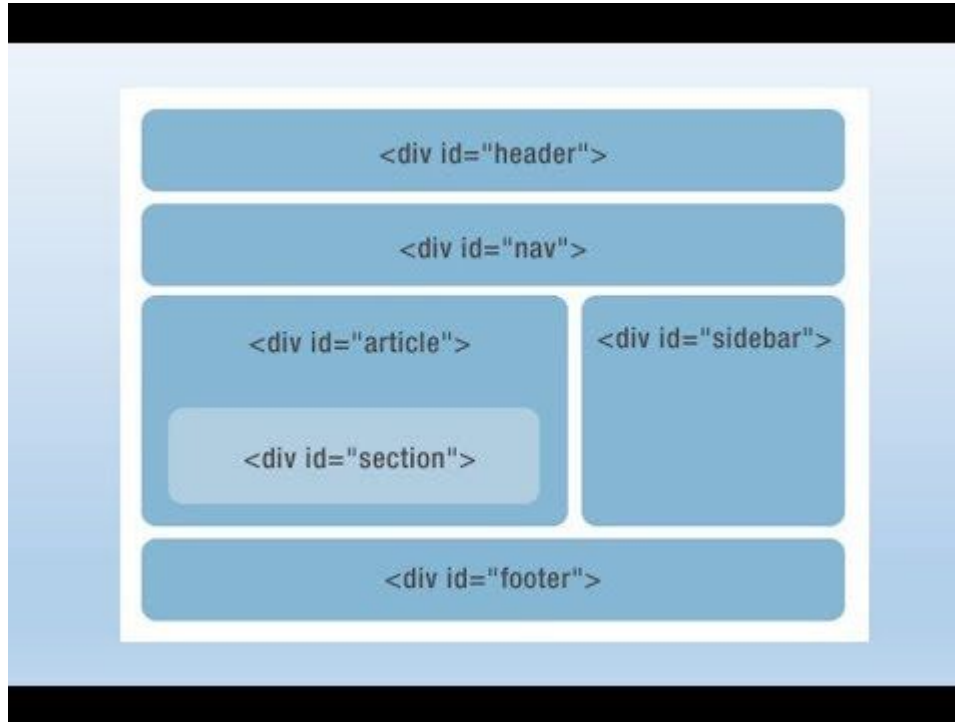 <div id="header">
<div id="nav">
<div id="article">
<div id="sidebar">
<div id="section">
<div id="footer">